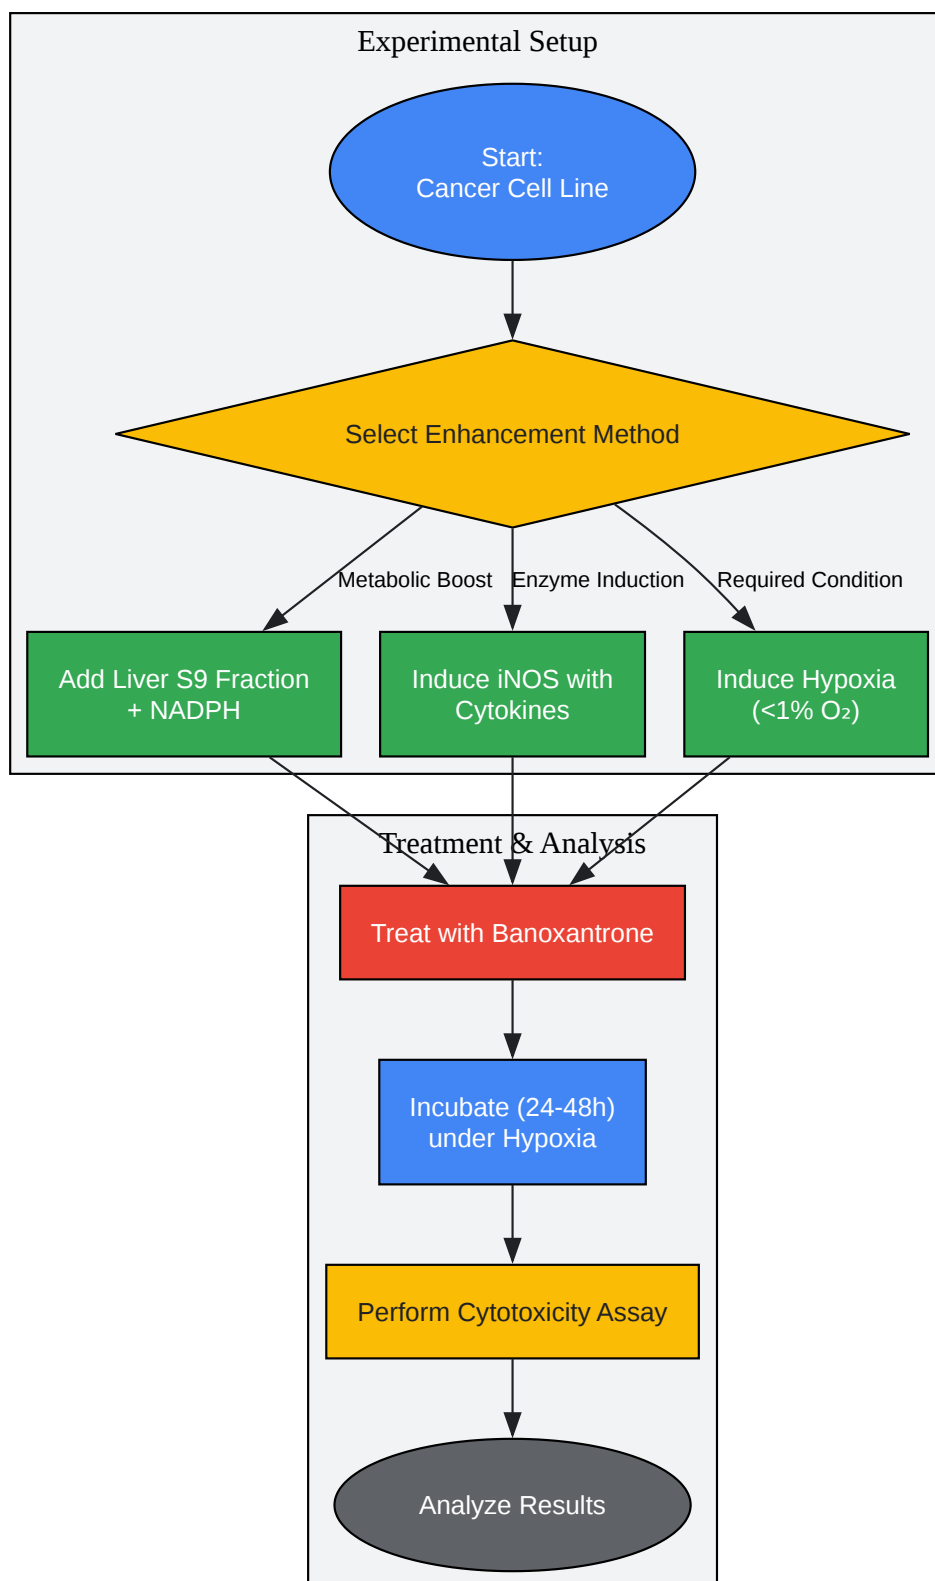 Experimental Setup
Start:
Cancer Cell Line
Select Enhancement Method
Metabolic Boost
Enzyme Induction
Required Condition
Add Liver S9 Fraction
+ NADPH
Induce iNOS with
Cytokines
Induce Hypoxia
(<1% O₂)
Treatment & Analysis
Treat with Banoxantrone
Incubate (24-48h)
under Hypoxia
Perform Cytotoxicity Assay
Analyze Results